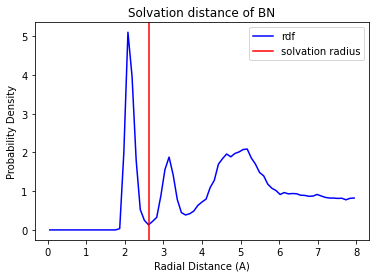 Solvation distance of BN
rdf
solvation radius
Probability Density
5
4
3
2
1
0
0 1 2 3 4 5 6 7 8
Radial Distance (A)